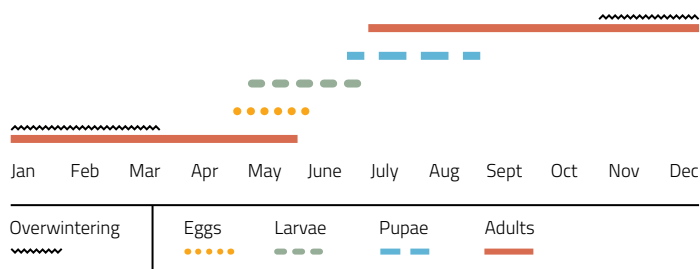 Jan Feb Mar Apr May June July Aug Sept Oct Nov Dec
Overwintering Eggs Larvae Pupae Adults